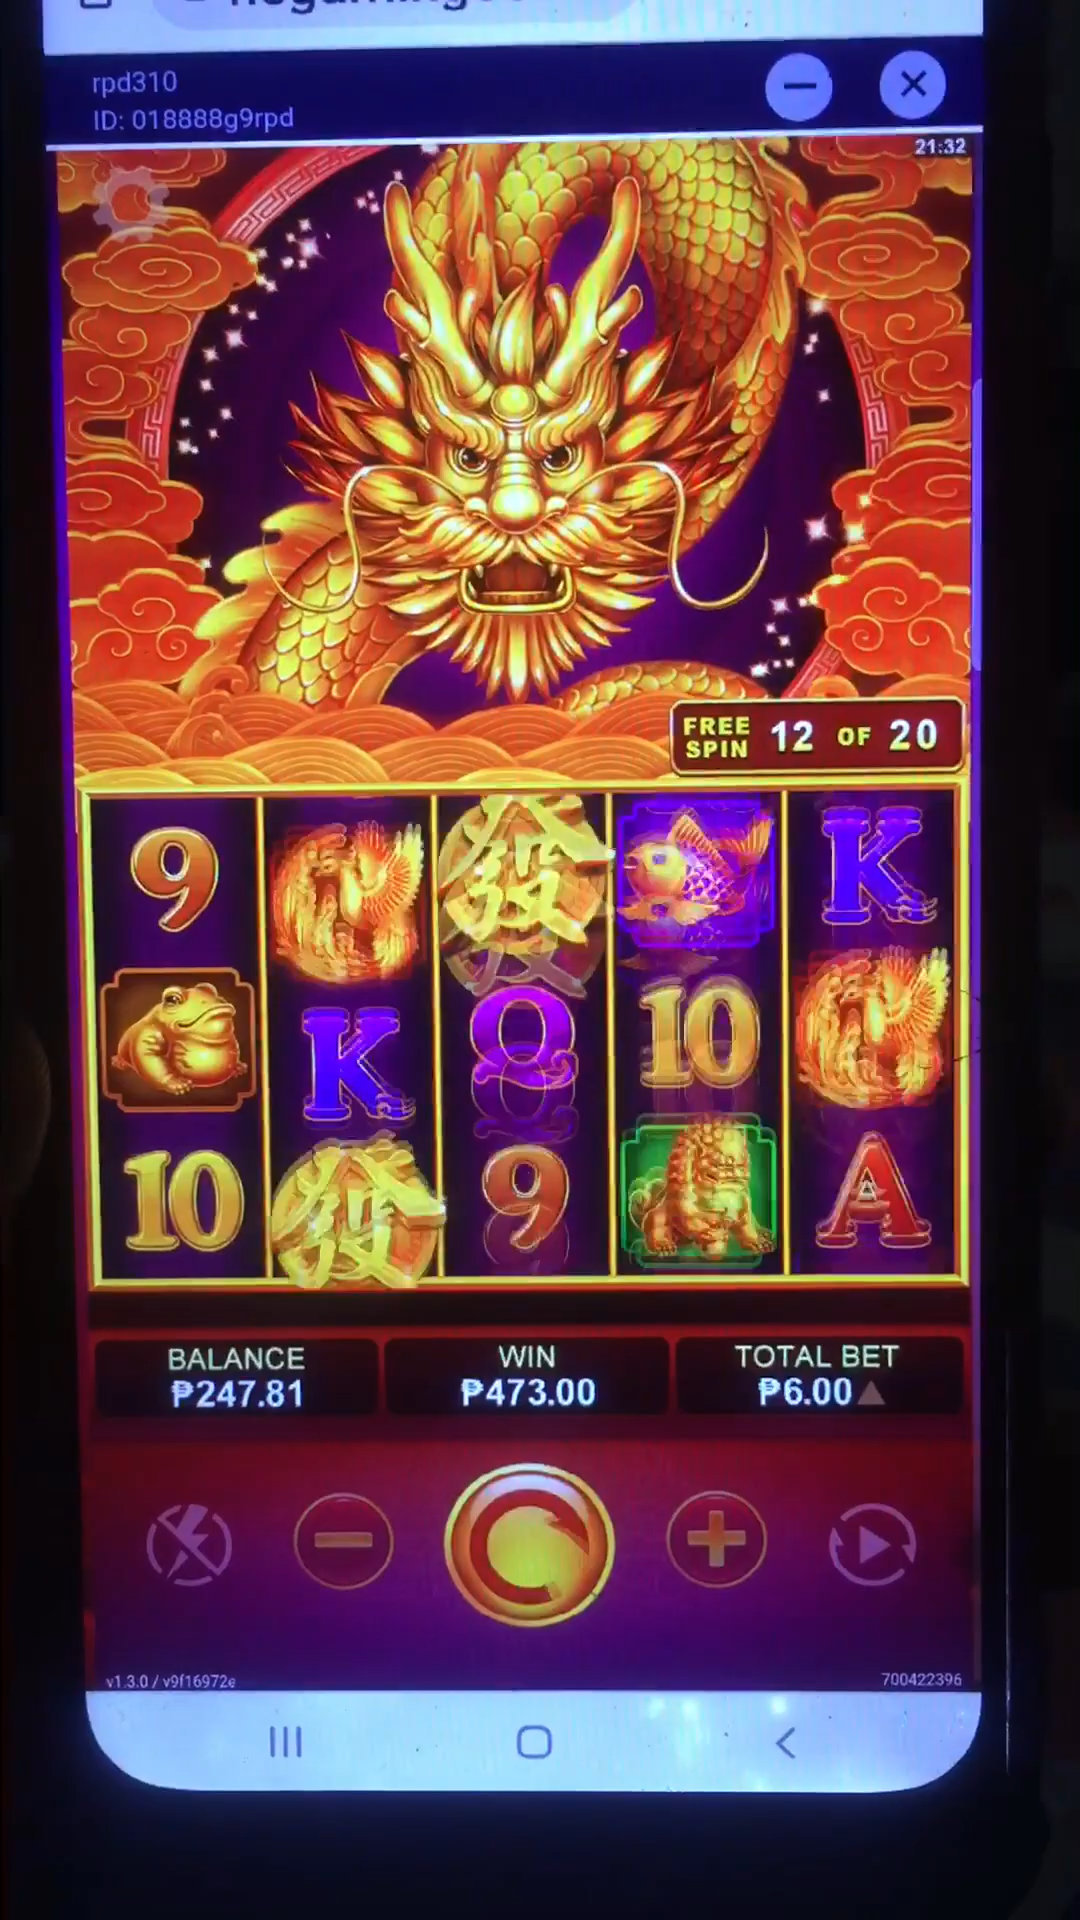 rpd310
ID: 018888g9rpd
21:32
FREE SPIN 12 OF 20
9 發 K
K Q 10
10 發 9 A
BALANCE WIN TOTAL BET
₱247.81 ₱473.00 ₱6.00
v1.3.0 / v9f16972e 700422396